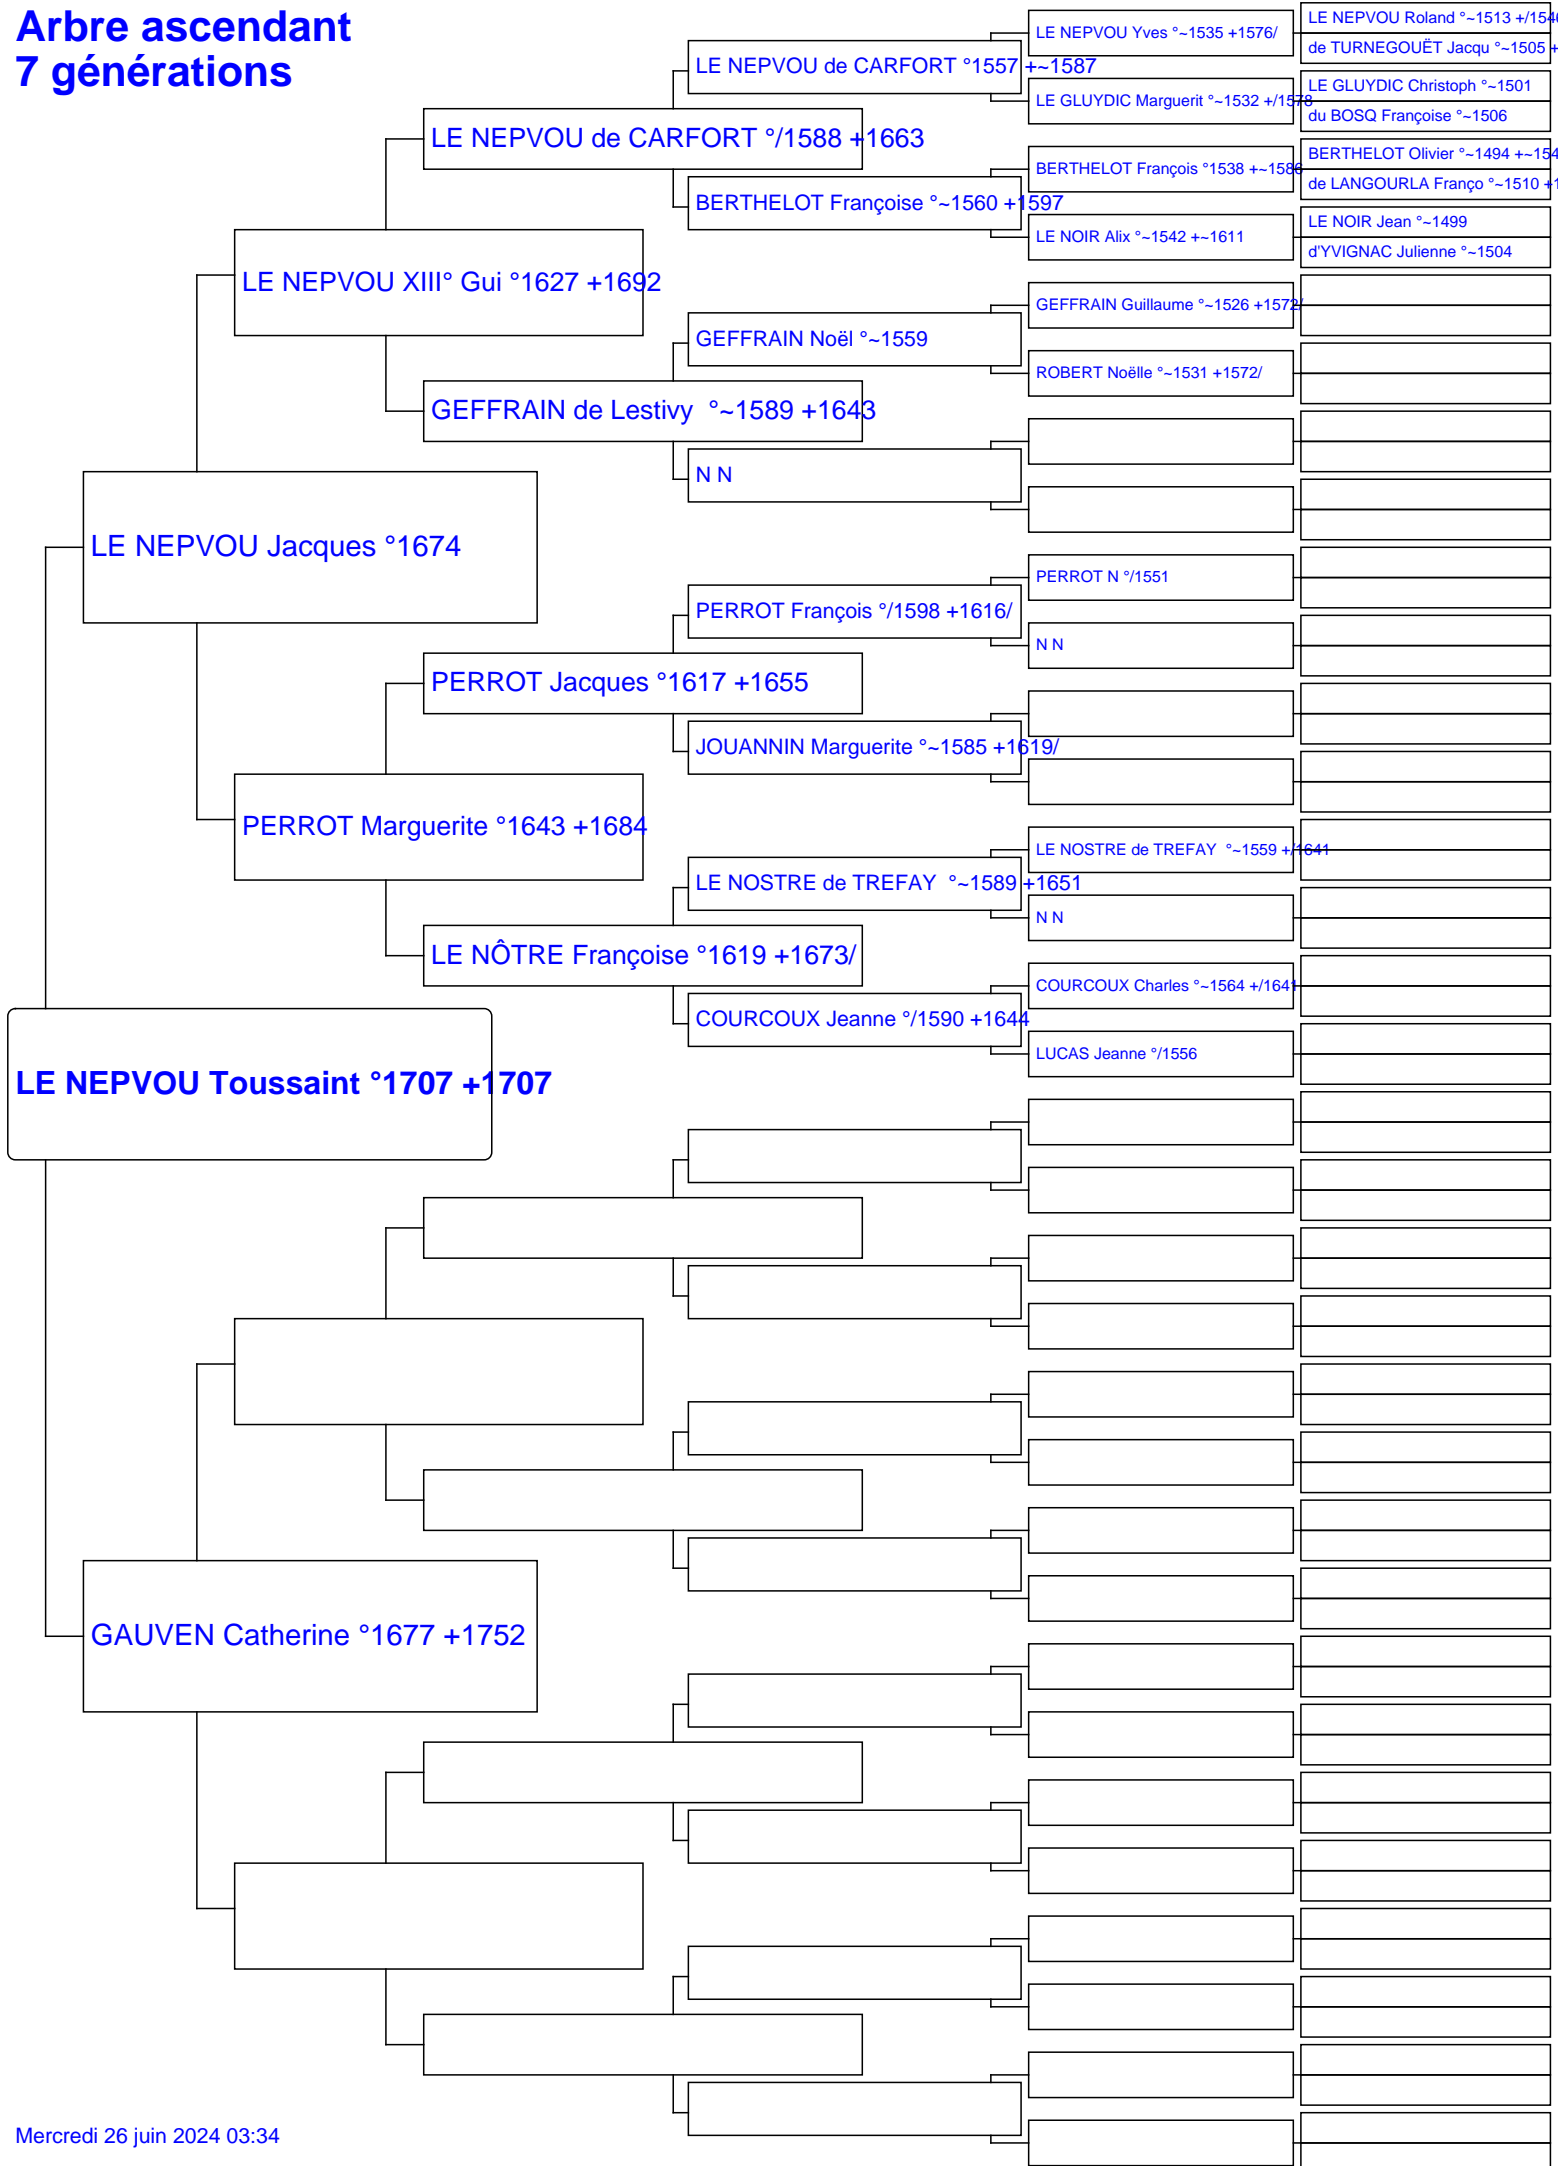 Arbre ascendant
7 générations
LE NEPVOU Roland °~1513 +/1546
LE NEPVOU Yves °~1535 +1576/
de TURNEGOUËT Jacqu °~1505 +
LE NEPVOU de CARFORT °1557 +~1587
LE GLUYDIC Christoph °~1501
LE GLUYDIC Marguerit °~1532 +/1578
du BOSQ Françoise °~1506
LE NEPVOU de CARFORT °/1588 +1663
BERTHELOT Olivier °~1494 +~154
BERTHELOT François °1538 +~1586
de LANGOURLA Franço °~1510 +1
BERTHELOT Françoise °~1560 +1597
LE NOIR Jean °~1499
LE NOIR Alix °~1542 +~1611
d'YVIGNAC Julienne °~1504
LE NEPVOU XIII° Gui °1627 +1692
GEFFRAIN Guillaume °~1526 +1572/
GEFFRAIN Noël °~1559
ROBERT Noëlle °~1531 +1572/
GEFFRAIN de Lestivy °~1589 +1643
N N
LE NEPVOU Jacques °1674
PERROT N °/1551
PERROT François °/1598 +1616/
N N
PERROT Jacques °1617 +1655
JOUANNIN Marguerite °~1585 +1619/
PERROT Marguerite °1643 +1684
LE NOSTRE de TREFAY °~1559 +/1641
LE NOSTRE de TREFAY °~1589 +1651
N N
LE NÔTRE Françoise °1619 +1673/
COURCOUX Charles °~1564 +/1641
COURCOUX Jeanne °/1590 +1644
LUCAS Jeanne °/1556
LE NEPVOU Toussaint °1707 +1707
GAUVEN Catherine °1677 +1752
Mercredi 26 juin 2024 03:34